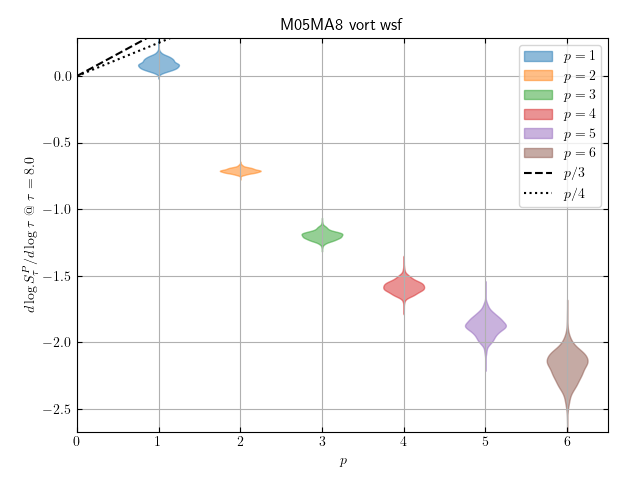 M05MA8 vort wsf
d log S_τ^P / d log τ @ τ = 8.0
0.0
−0.5
−1.0
−1.5
−2.0
−2.5
0 1 2 3 4 5 6
p
p = 1
p = 2
p = 3
p = 4
p = 5
p = 6
p/3
p/4